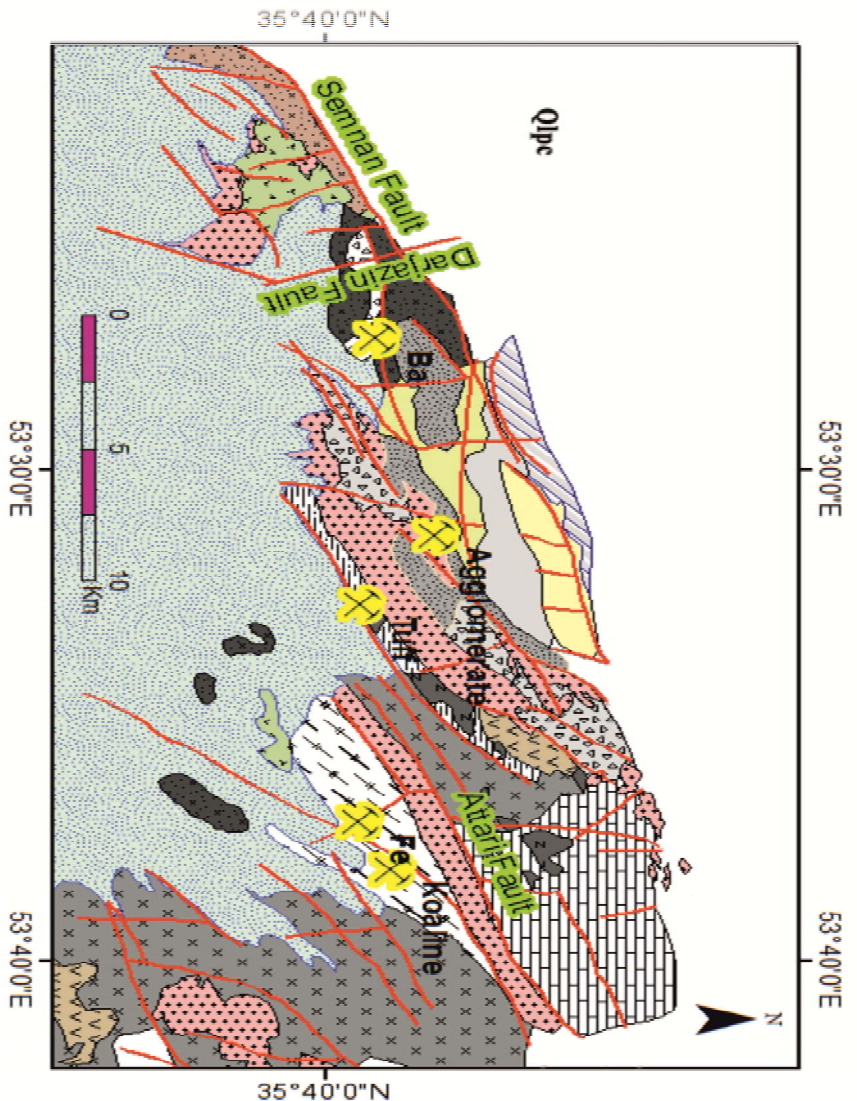 35°40'0"N
Qlpc
Semnan Fault
Darjazin Fault
Ba
0
5
10
Km
53°30'0"E
53°30'0"E
Agglomerate
Tuff
Attari Fault
Fe
Koaline
z
z
53°40'0"E
53°40'0"E
N
35°40'0"N